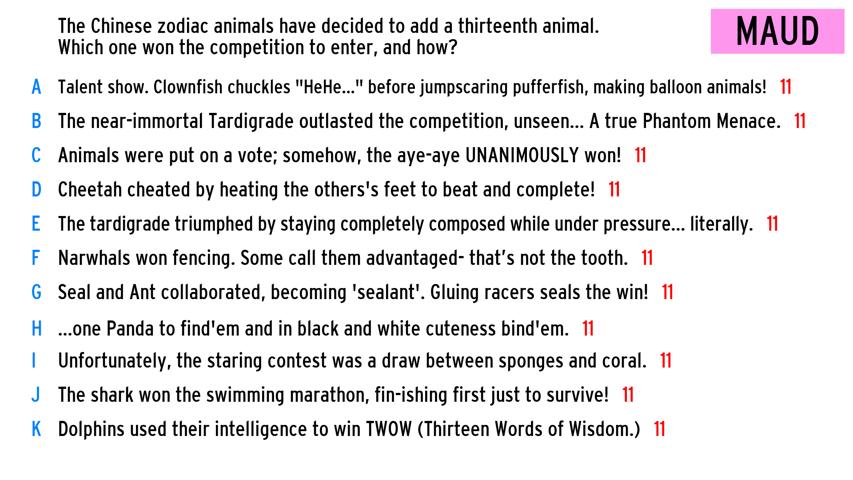 The Chinese zodiac animals have decided to add a thirteenth animal.
Which one won the competition to enter, and how?
MAUD
A Talent show. Clownfish chuckles "HeHe..." before jumpscaring pufferfish, making balloon animals! 11
B The near-immortal Tardigrade outlasted the competition, unseen... A true Phantom Menace. 11
C Animals were put on a vote; somehow, the aye-aye UNANIMOUSLY won! 11
D Cheetah cheated by heating the others's feet to beat and complete! 11
E The tardigrade triumphed by staying completely composed while under pressure... literally. 11
F Narwhals won fencing. Some call them advantaged- that's not the tooth. 11
G Seal and Ant collaborated, becoming 'sealant'. Gluing racers seals the win! 11
H ...one Panda to find'em and in black and white cuteness bind'em. 11
I Unfortunately, the staring contest was a draw between sponges and coral. 11
J The shark won the swimming marathon, fin-ishing first just to survive! 11
K Dolphins used their intelligence to win TWOW (Thirteen Words of Wisdom.) 11